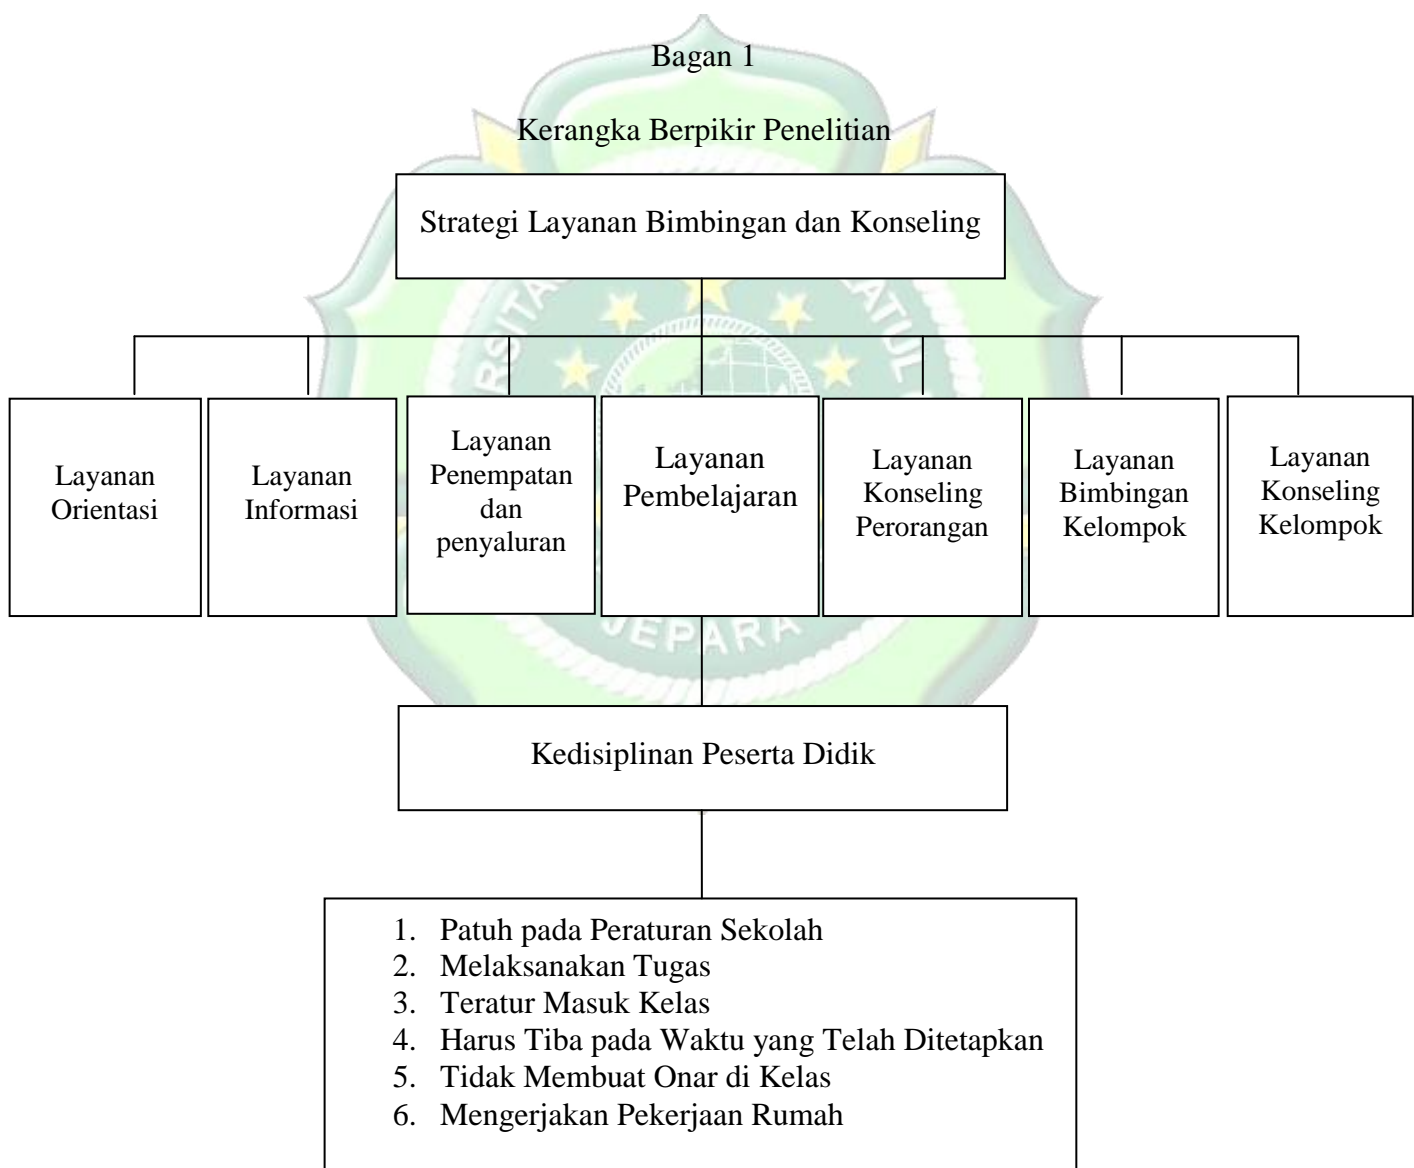 Bagan 1
Kerangka Berpikir Penelitian
Strategi Layanan Bimbingan dan Konseling
Layanan
Orientasi
Layanan
Informasi
Layanan
Penempatan
dan
penyaluran
Layanan
Pembelajaran
Layanan
Konseling
Perorangan
Layanan
Bimbingan
Kelompok
Layanan
Konseling
Kelompok
JEPARA
Kedisiplinan Peserta Didik
1. Patuh pada Peraturan Sekolah
2. Melaksanakan Tugas
3. Teratur Masuk Kelas
4. Harus Tiba pada Waktu yang Telah Ditetapkan
5. Tidak Membuat Onar di Kelas
6. Mengerjakan Pekerjaan Rumah